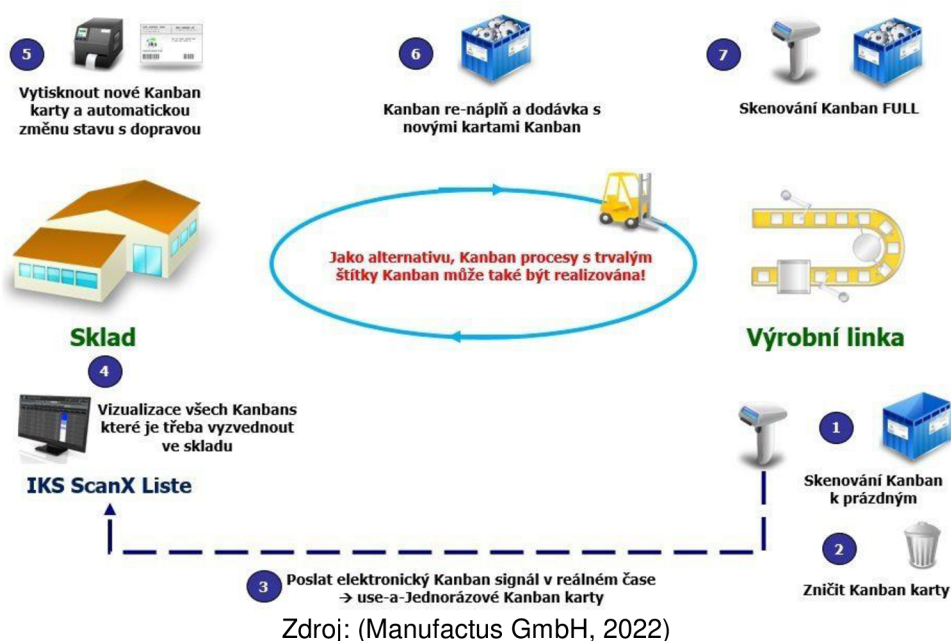 5
Vytisknout nové Kanban
karty a automatickou
změnu stavu s dopravou
6
Kanban re-náplň a dodávka s
novými kartami Kanban
7
Skenování Kanban FULL
Jako alternativu, Kanban procesy s trvalým
štítky Kanban může také být realizována!
Sklad
Výrobní linka
4
Vizualizace všech Kanbans
které je třeba vyzvednout
ve skladu
IKS ScanX Liste
1
Skenování Kanban
k prázdným
2
Zničit Kanban karty
3
Poslat elektronický Kanban signál v reálném čase
→ use-a-Jednorázové Kanban karty
Zdroj: (Manufactus GmbH, 2022)